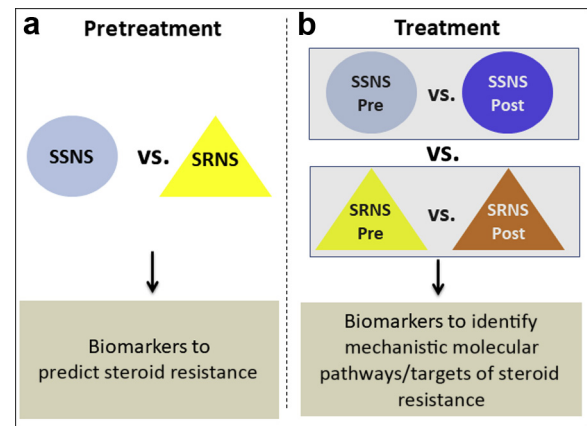 a
Pretreatment
SSNS
vs.
SRNS
Biomarkers to
predict steroid resistance
b
Treatment
SSNS
Pre
vs.
SSNS
Post
vs.
SRNS
Pre
vs.
SRNS
Post
Biomarkers to identify
mechanistic molecular
pathways/targets of steroid
resistance